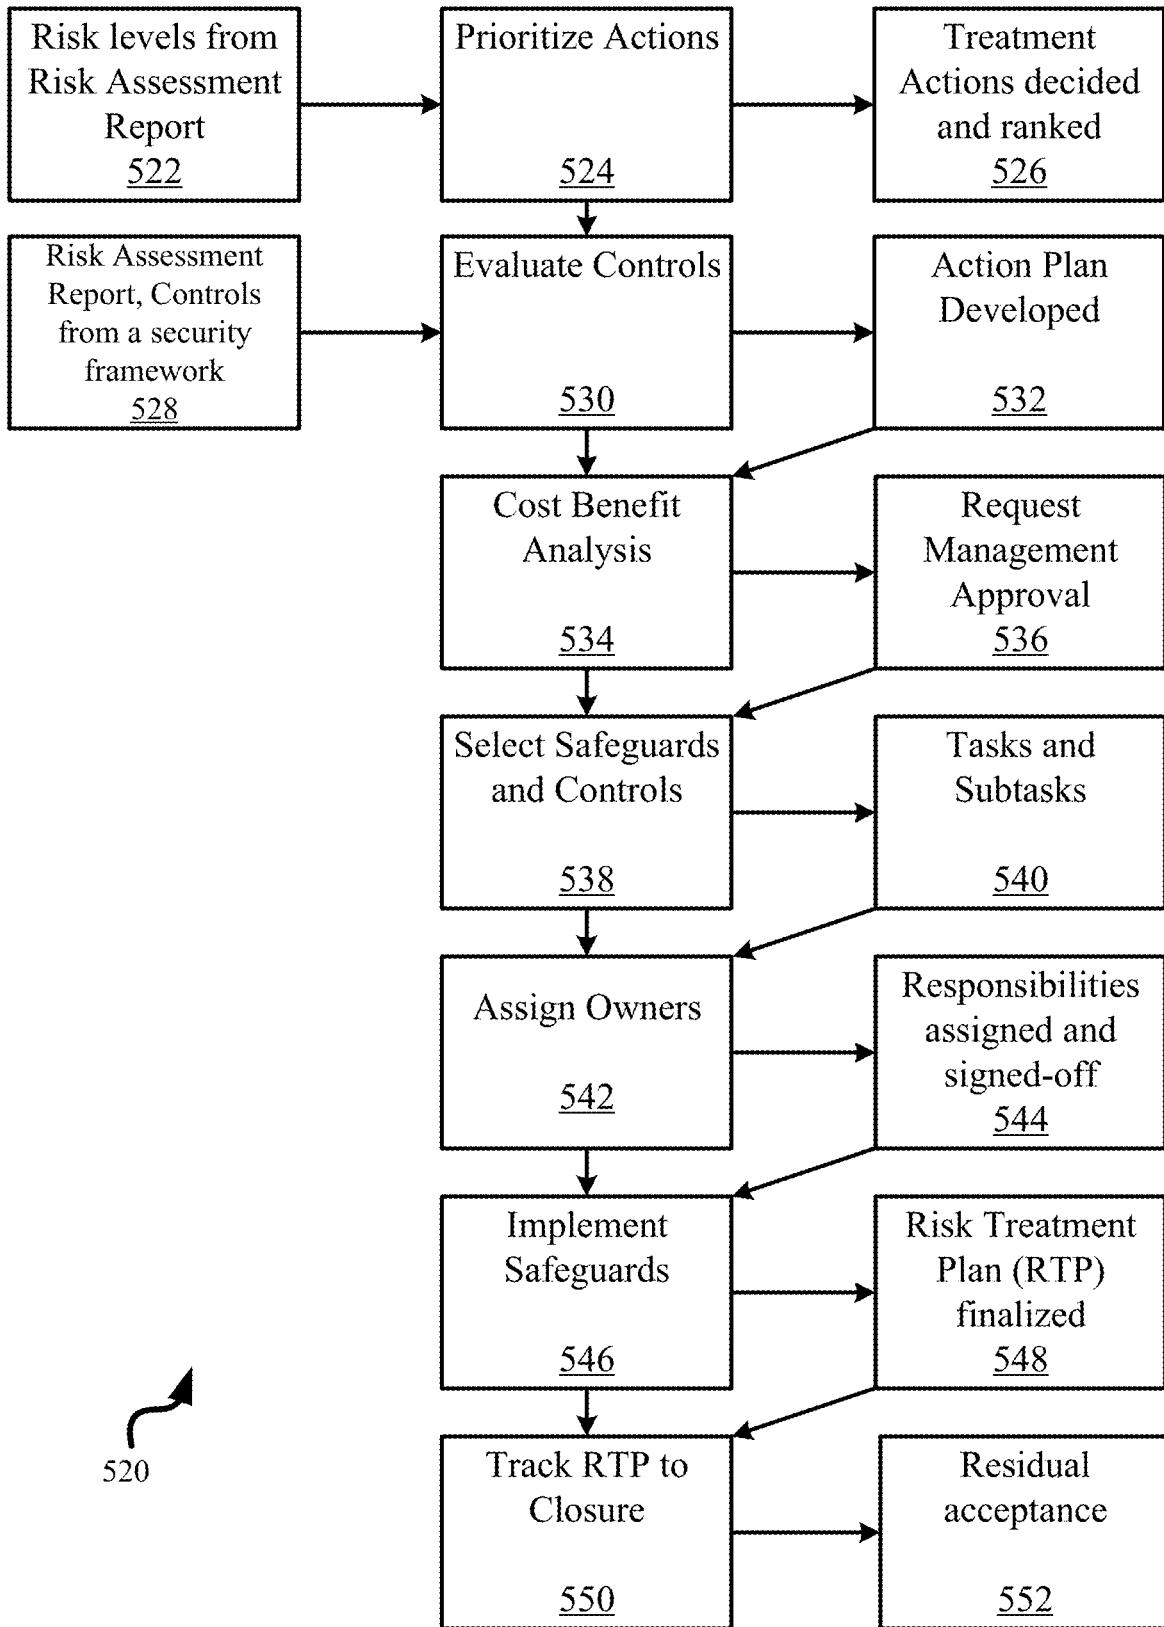 Risk levels from
Risk Assessment
Report
522
Prioritize Actions
524
Treatment
Actions decided
and ranked
526
Risk Assessment
Report, Controls
from a security
framework
528
Evaluate Controls
530
Action Plan
Developed
532
Cost Benefit
Analysis
534
Request
Management
Approval
536
Select Safeguards
and Controls
538
Tasks and
Subtasks
540
Assign Owners
542
Responsibilities
assigned and
signed-off
544
Implement
Safeguards
546
Risk Treatment
Plan (RTP)
finalized
548
520
Track RTP to
Closure
550
Residual
acceptance
552